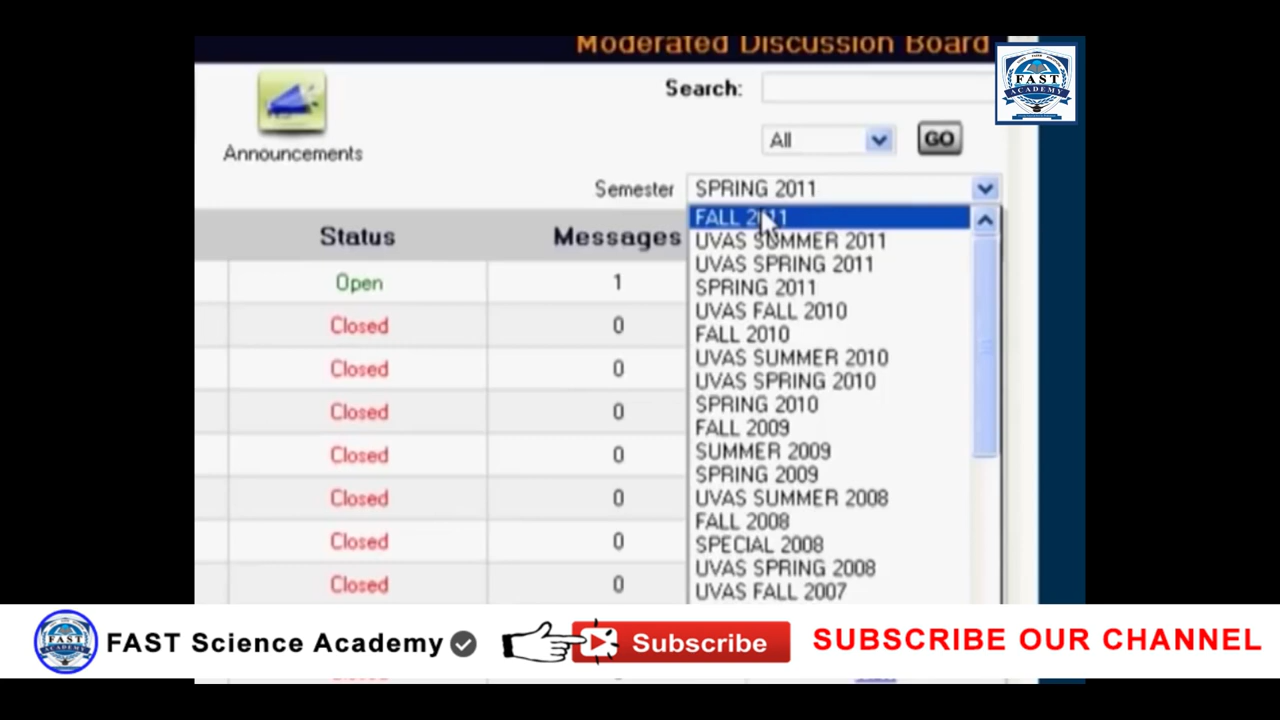 Moderated Discussion Board
FAST
ACADEMY
Search:
All GO
Announcements
Semester SPRING 2011
FALL 2011
Status Messages
UVAS SUMMER 2011
UVAS SPRING 2011
Open 1 SPRING 2011
UVAS FALL 2010
Closed 0 FALL 2010
UVAS SUMMER 2010
Closed 0 UVAS SPRING 2010
SPRING 2010
Closed 0 FALL 2009
Closed 0 SUMMER 2009
SPRING 2009
Closed 0 UVAS SUMMER 2008
FALL 2008
Closed 0 SPECIAL 2008
UVAS SPRING 2008
Closed 0 UVAS FALL 2007
FAST Science Academy Subscribe SUBSCRIBE OUR CHANNEL